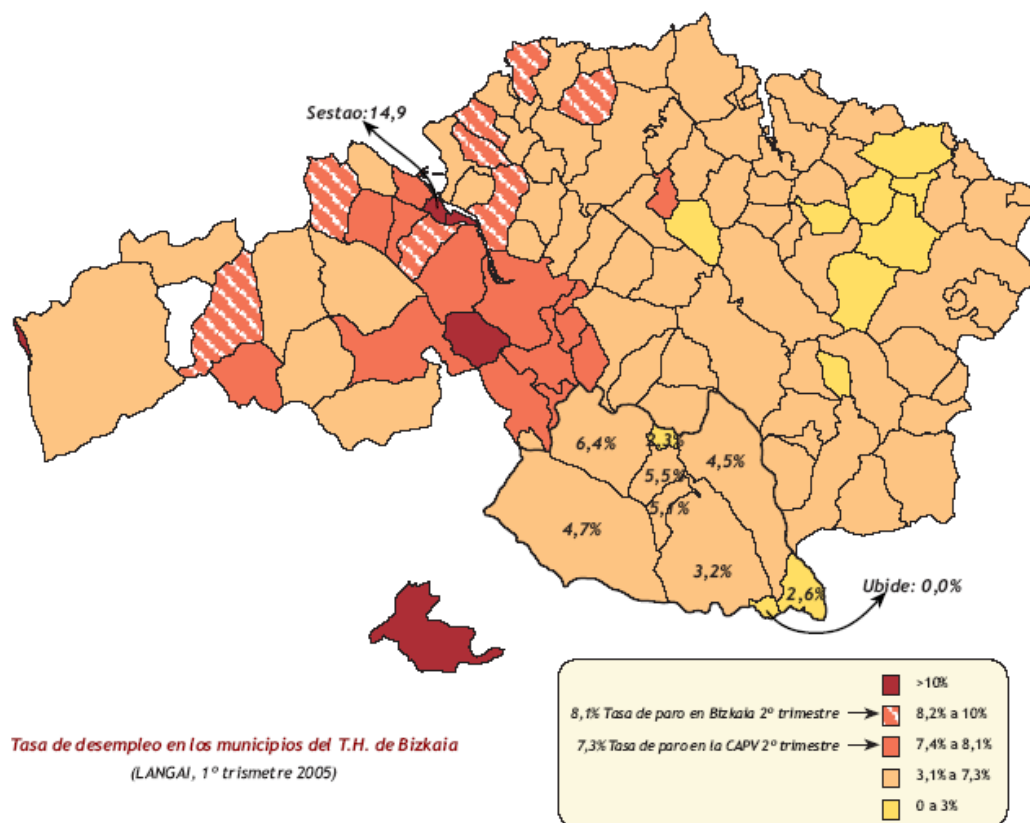 Sestao:14,9
6,4%
2,3%
4,5%
5,5%
5,1%
4,7%
3,2%
2,6%
Ubide: 0,0%
>10%
8,1% Tasa de paro en Bizkaia 2º trimestre
8,2% a 10%
7,3% Tasa de paro en la CAPV 2º trimestre
7,4% a 8,1%
3,1% a 7,3%
0 a 3%
Tasa de desempleo en los municipios del T.H. de Bizkaia
(LANGAI, 1º trismetre 2005)